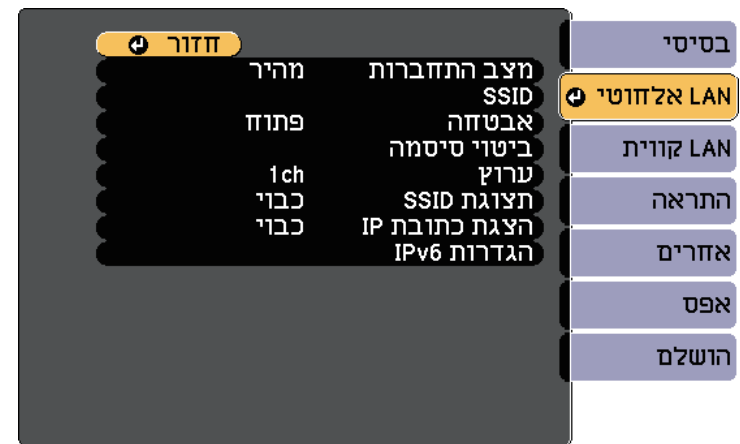 בסיסי
LAN אלחוטי
LAN קווית
התראה
אחרים
אפס
הושלם
חזור
מצב התחברות מהיר
SSID
אבטחה פתוח
ביטוי סיסמה
ערוץ 1ch
תצוגת SSID כבוי
הצגת כתובת IP כבוי
הגדרות IPv6